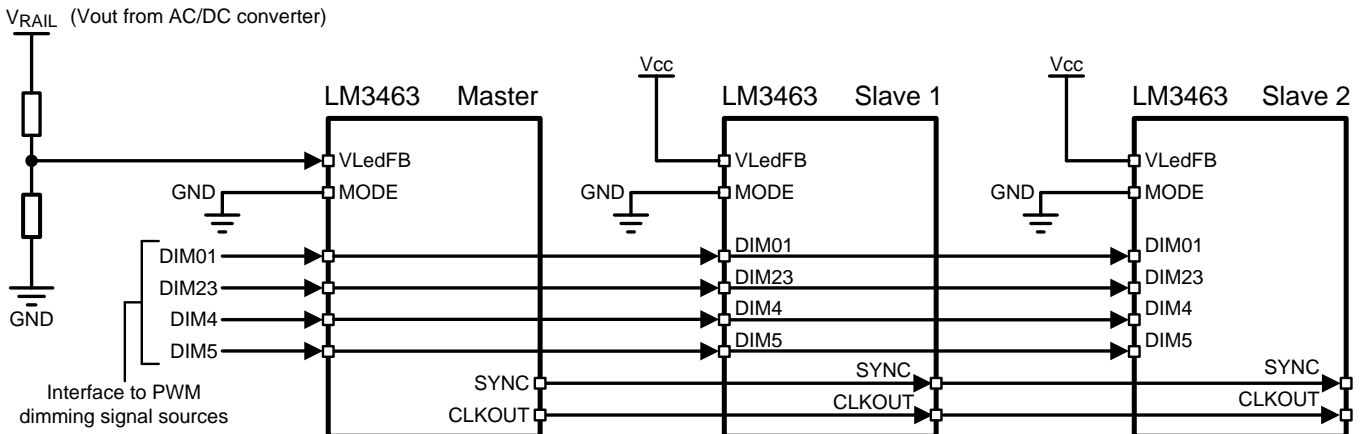 VRAIL (Vout from AC/DC converter)
Vcc
Vcc
LM3463 Master
LM3463 Slave 1
LM3463 Slave 2
VLedFB
VLedFB
VLedFB
GND
MODE
GND
MODE
GND
MODE
DIM01
DIM01
DIM01
DIM23
DIM23
DIM23
DIM4
DIM4
DIM4
DIM5
DIM5
DIM5
GND
Interface to PWM
dimming signal sources
SYNC
SYNC
SYNC
CLKOUT
CLKOUT
CLKOUT